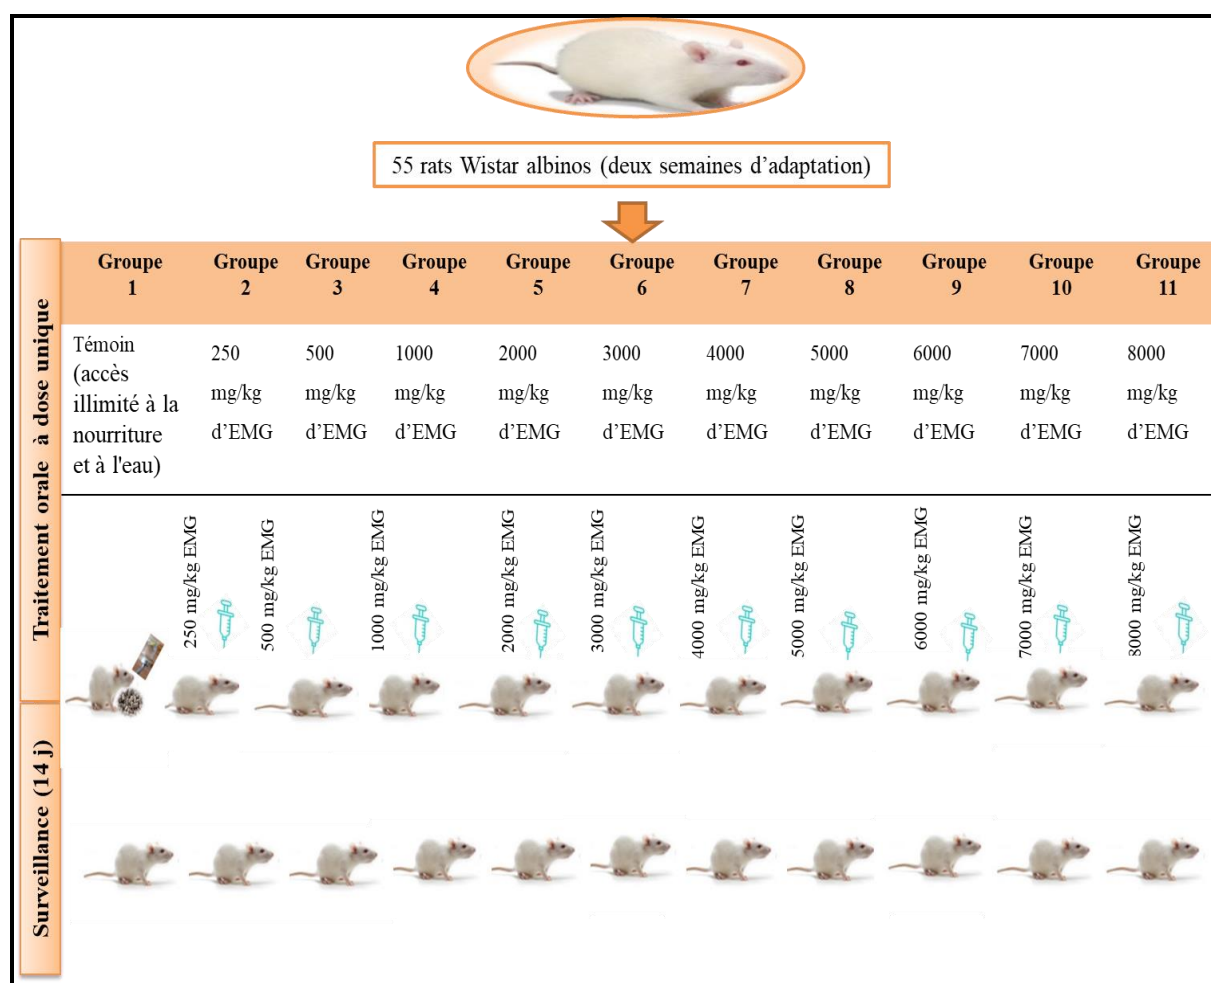 55 rats Wistar albinos (deux semaines d’adaptation)
Traitement orale à dose unique
Groupe
1
Groupe
2
Groupe
3
Groupe
4
Groupe
5
Groupe
6
Groupe
7
Groupe
8
Groupe
9
Groupe
10
Groupe
11
Témoin
(accès
illimité à la
nourriture
et à l'eau)
250
mg/kg
d’EMG
500
mg/kg
d’EMG
1000
mg/kg
d’EMG
2000
mg/kg
d’EMG
3000
mg/kg
d’EMG
4000
mg/kg
d’EMG
5000
mg/kg
d’EMG
6000
mg/kg
d’EMG
7000
mg/kg
d’EMG
8000
mg/kg
d’EMG
250 mg/kg EMG
500 mg/kg EMG
1000 mg/kg EMG
2000 mg/kg EMG
3000 mg/kg EMG
4000 mg/kg EMG
5000 mg/kg EMG
6000 mg/kg EMG
7000 mg/kg EMG
8000 mg/kg EMG
Surveillance (14 j)